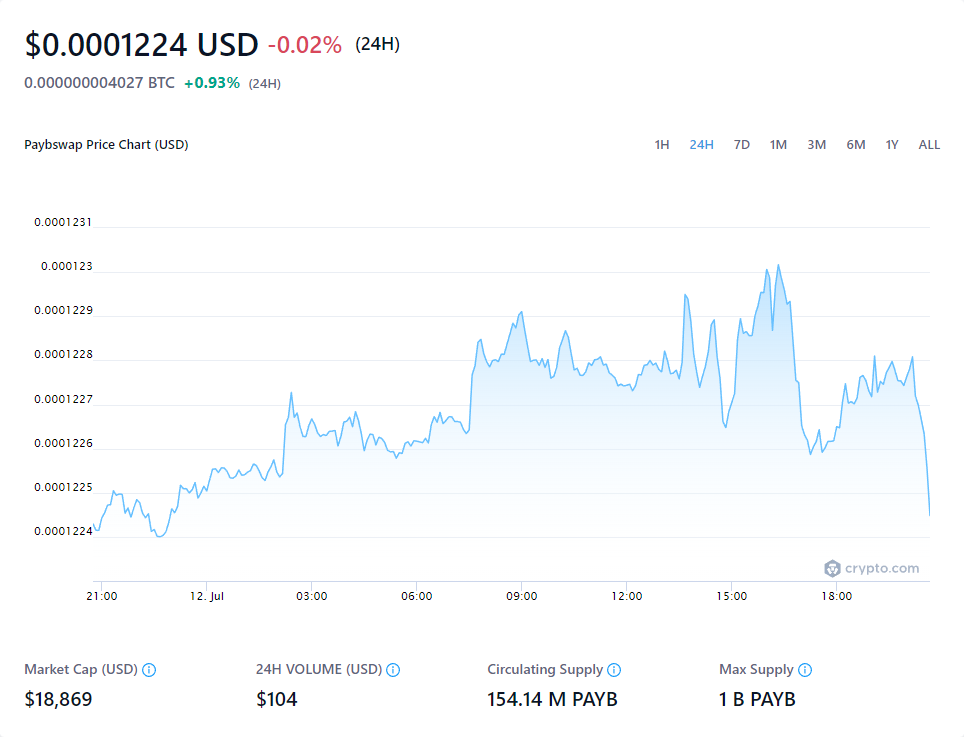 $0.0001224 USD -0.02% (24H)
0.000000004027 BTC +0.93% (24H)
Paybswap Price Chart (USD) 1H 24H 7D 1M 3M 6M 1Y ALL
0.0001231
0.000123
0.0001229
0.0001228
0.0001227
0.0001226
0.0001225
0.0001224
crypto.com
21:00 12. Jul 03:00 06:00 09:00 12:00 15:00 18:00
Market Cap (USD) 24H VOLUME (USD) Circulating Supply Max Supply
$18,869 $104 154.14 M PAYB 1 B PAYB